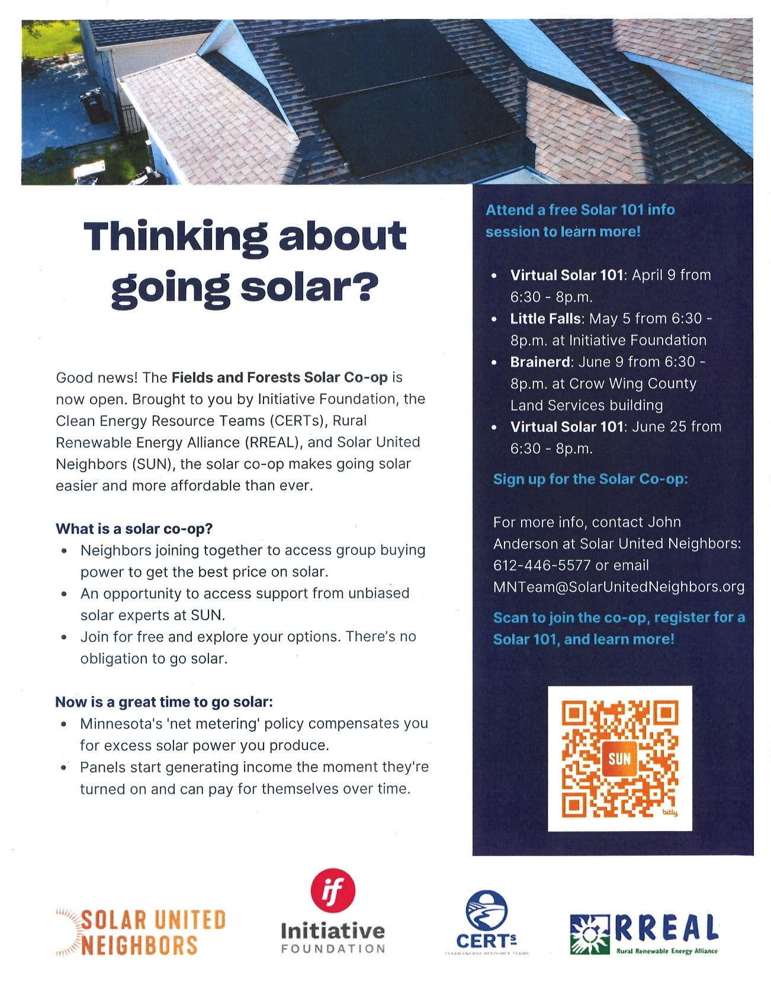 Thinking about
going solar?
Good news! The Fields and Forests Solar Co-op is
now open. Brought to you by Initiative Foundation, the
Clean Energy Resource Teams (CERTs), Rural
Renewable Energy Alliance (RREAL), and Solar United
Neighbors (SUN), the solar co-op makes going solar
easier and more affordable than ever.
What is a solar co-op?
• Neighbors joining together to access group buying
power to get the best price on solar.
• An opportunity to access support from unbiased
solar experts at SUN.
• Join for free and explore your options. There's no
obligation to go solar.
Now is a great time to go solar:
• Minnesota's 'net metering' policy compensates you
for excess solar power you produce.
• Panels start generating income the moment they're
turned on and can pay for themselves over time.
Attend a free Solar 101 info
session to learn more!
• Virtual Solar 101: April 9 from
6:30 - 8p.m.
• Little Falls: May 5 from 6:30 -
8p.m. at Initiative Foundation
• Brainerd: June 9 from 6:30 -
8p.m. at Crow Wing County
Land Services building
• Virtual Solar 101: June 25 from
6:30 - 8p.m.
Sign up for the Solar Co-op:
For more info, contact John
Anderson at Solar United Neighbors:
612-446-5577 or email
MNTeam@SolarUnitedNeighbors.org
Scan to join the co-op, register for a
Solar 101, and learn more!
SUN
bitly
SOLAR UNITED
NEIGHBORS
if
Initiative
FOUNDATION
CERTs
CLEAN ENERGY RESOURCE TEAMS
RREAL
Rural Renewable Energy Alliance